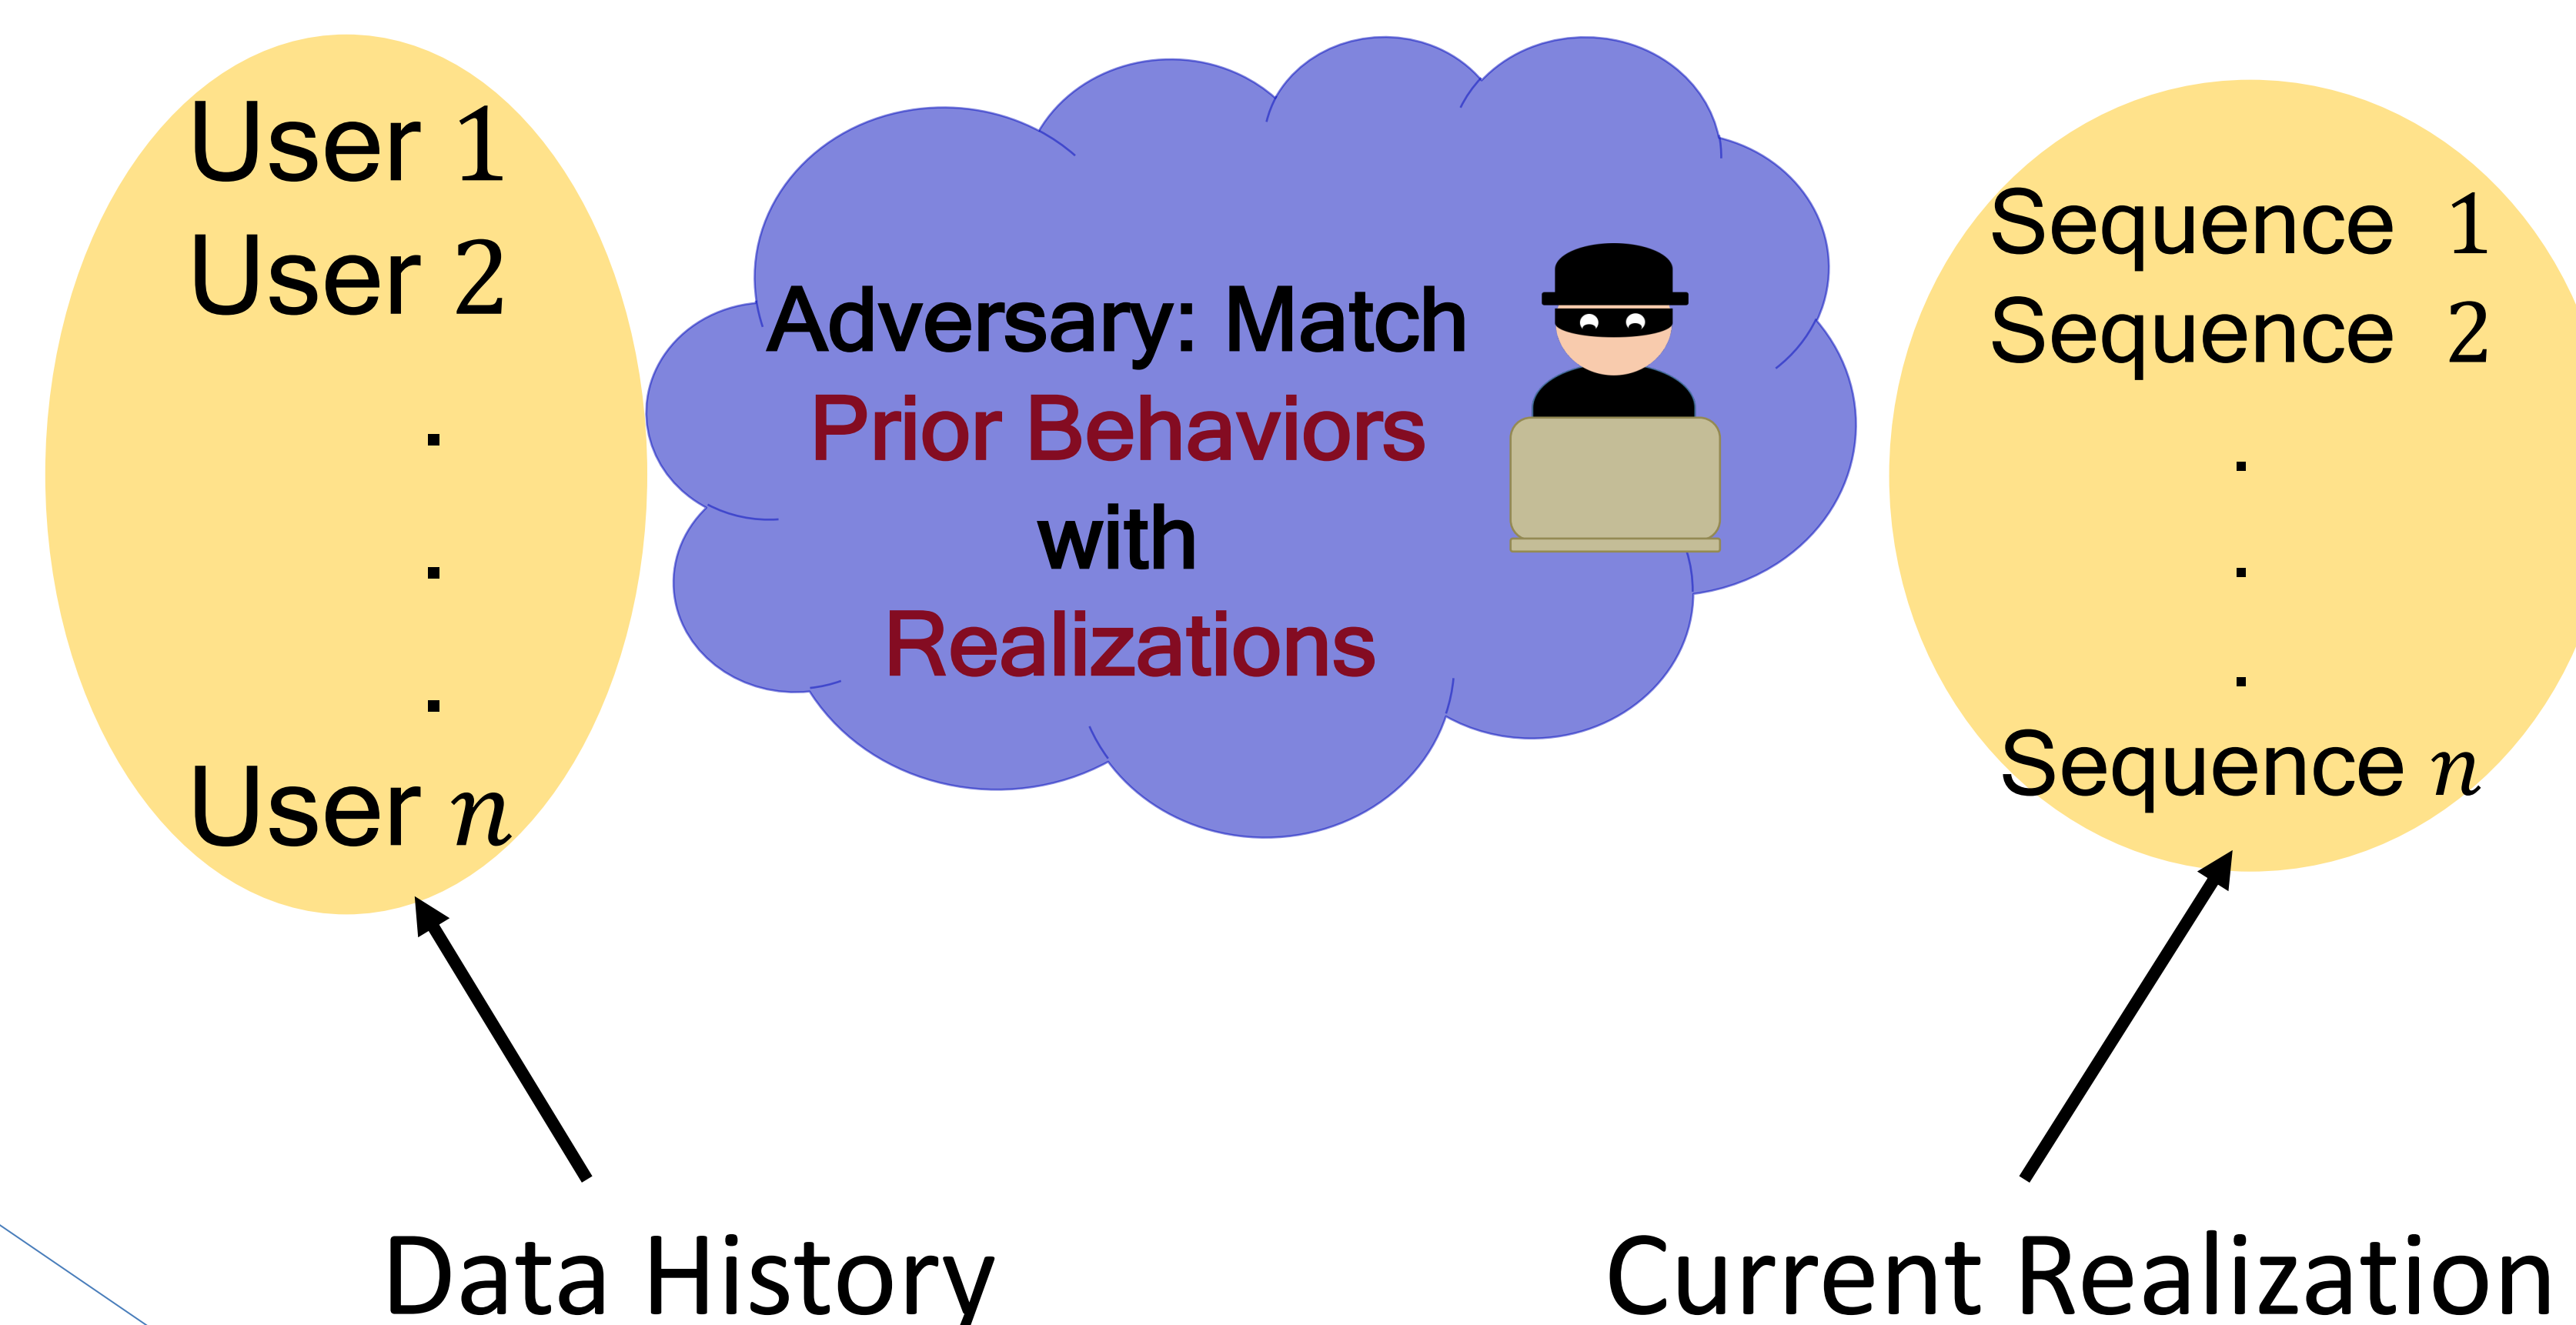 User 1
User 2
.
.
.
User n
Adversary: Match
Prior Behaviors
with
Realizations
Sequence 1
Sequence 2
.
.
.
Sequence n
Data History
Current Realization